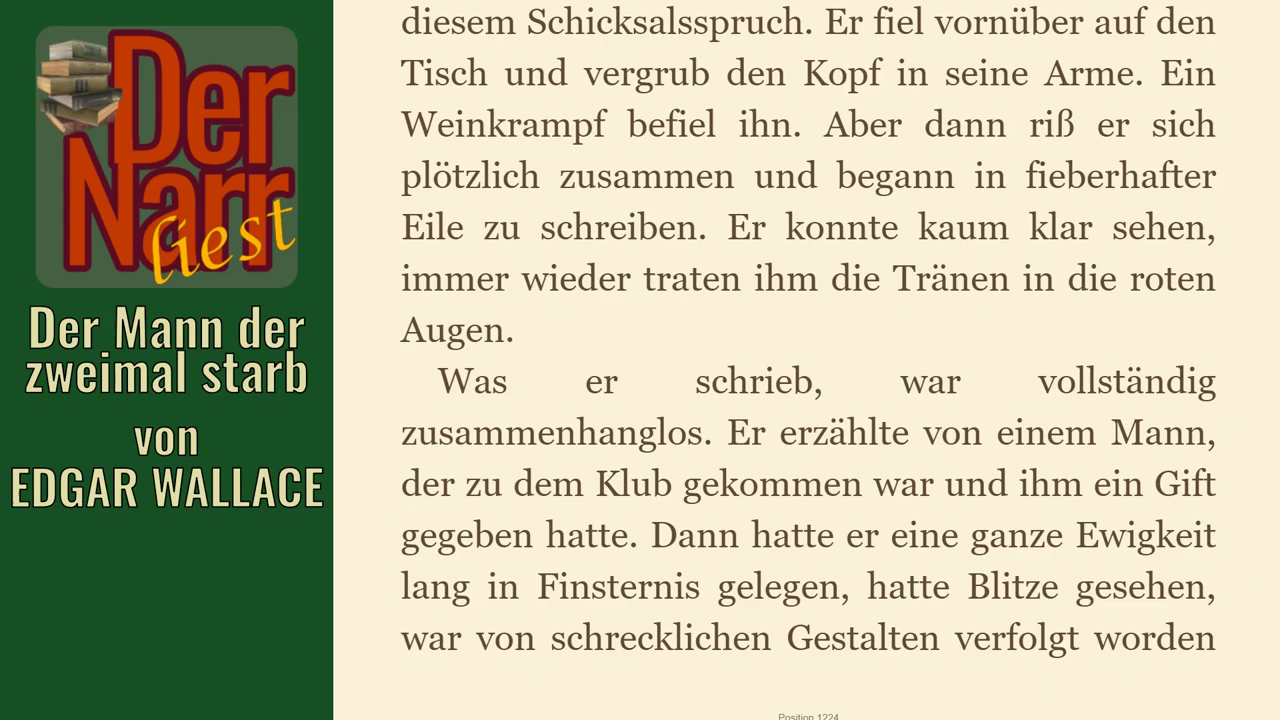 Der
Narr
liest
Der Mann der
zweimal starb
von
EDGAR WALLACE
diesem Schicksalsspruch. Er fiel vornüber auf den
Tisch und vergrub den Kopf in seine Arme. Ein
Weinkrampf befiel ihn. Aber dann riß er sich
plötzlich zusammen und begann in fieberhafter
Eile zu schreiben. Er konnte kaum klar sehen,
immer wieder traten ihm die Tränen in die roten
Augen.
Was er schrieb, war vollständig
zusammenhanglos. Er erzählte von einem Mann,
der zu dem Klub gekommen war und ihm ein Gift
gegeben hatte. Dann hatte er eine ganze Ewigkeit
lang in Finsternis gelegen, hatte Blitze gesehen,
war von schrecklichen Gestalten verfolgt worden
Position 1224